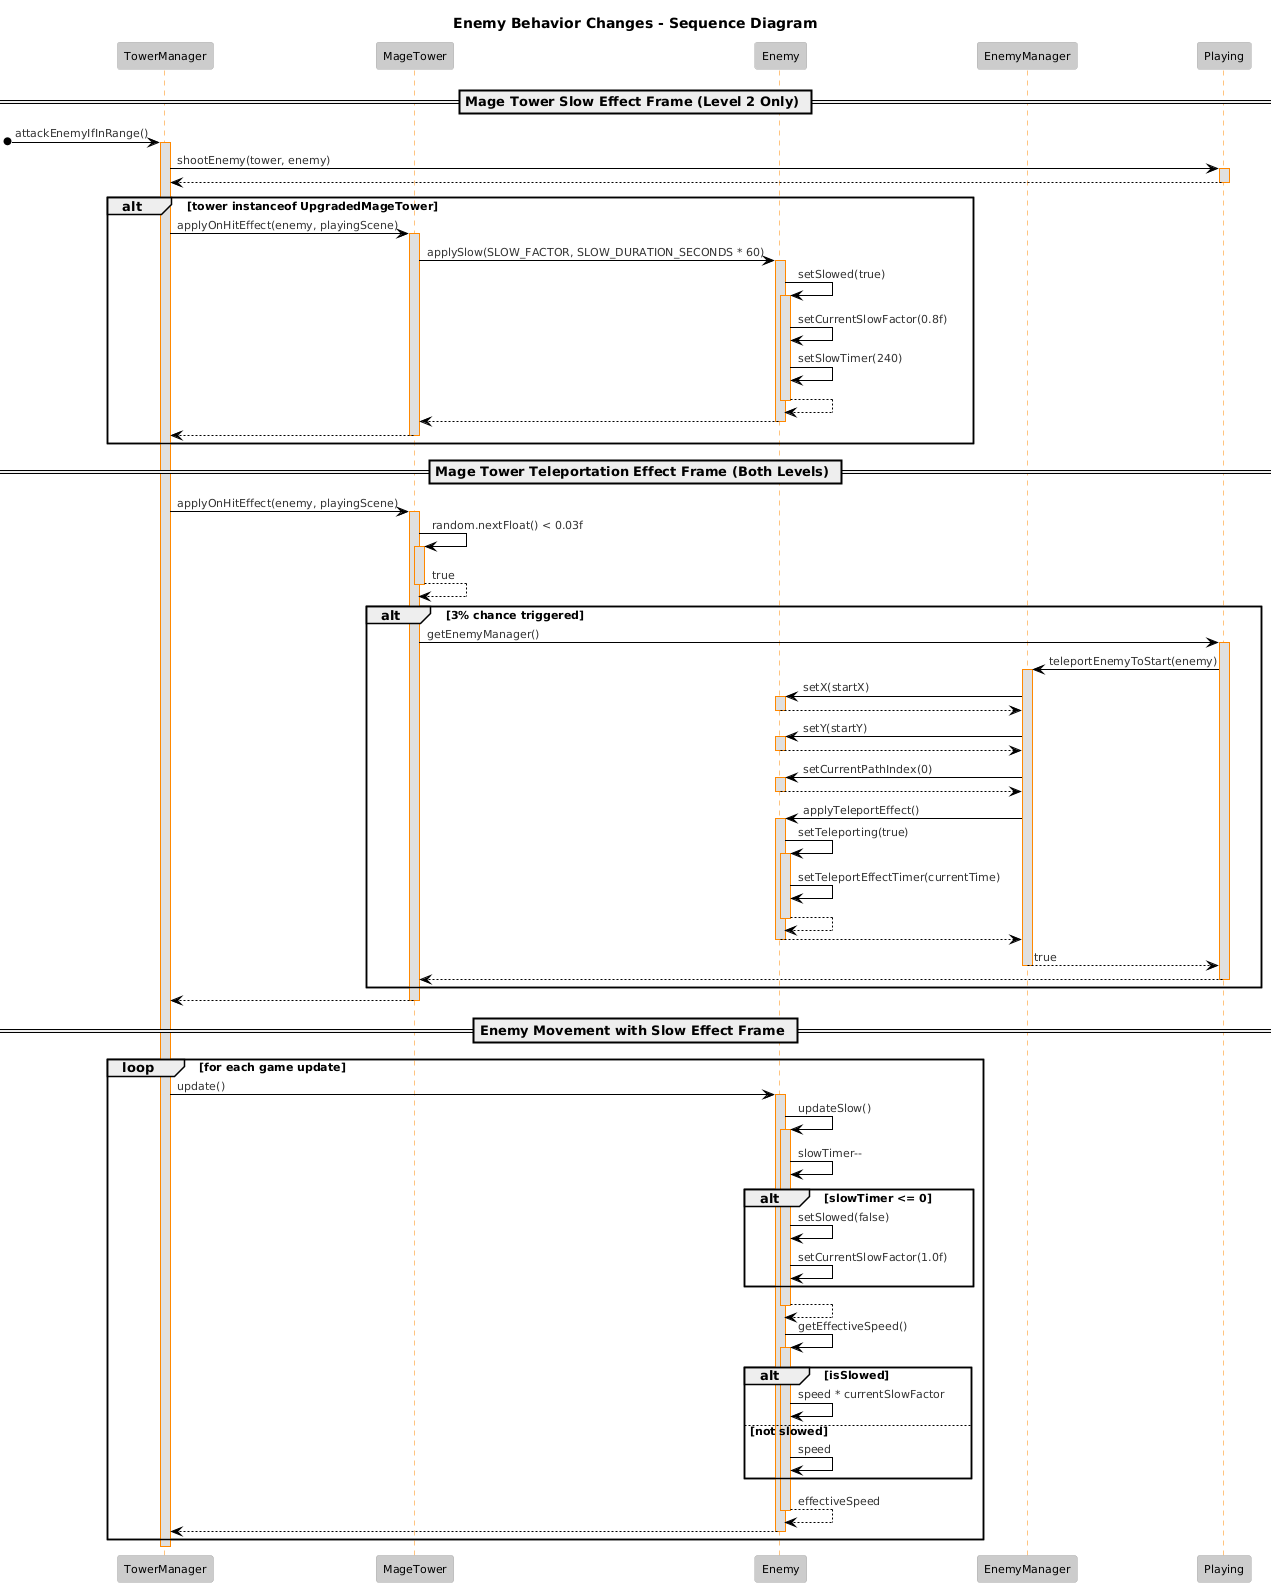 Enemy Behavior Changes - Sequence Diagram
TowerManager MageTower Enemy EnemyManager Playing
Mage Tower Slow Effect Frame (Level 2 Only)
attackEnemyIfInRange()
shootEnemy(tower, enemy)
alt [tower instanceof UpgradedMageTower]
applyOnHitEffect(enemy, playingScene)
applySlow(SLOW_FACTOR, SLOW_DURATION_SECONDS * 60)
setSlowed(true)
setCurrentSlowFactor(0.8f)
setSlowTimer(240)
Mage Tower Teleportation Effect Frame (Both Levels)
applyOnHitEffect(enemy, playingScene)
random.nextFloat() < 0.03f
true
alt [3% chance triggered]
getEnemyManager()
teleportEnemyToStart(enemy)
setX(startX)
setY(startY)
setCurrentPathIndex(0)
applyTeleportEffect()
setTeleporting(true)
setTeleportEffectTimer(currentTime)
true
Enemy Movement with Slow Effect Frame
loop [for each game update]
update()
updateSlow()
slowTimer--
alt [slowTimer <= 0]
setSlowed(false)
setCurrentSlowFactor(1.0f)
getEffectiveSpeed()
alt [isSlowed]
speed * currentSlowFactor
[not slowed]
speed
effectiveSpeed
TowerManager MageTower Enemy EnemyManager Playing